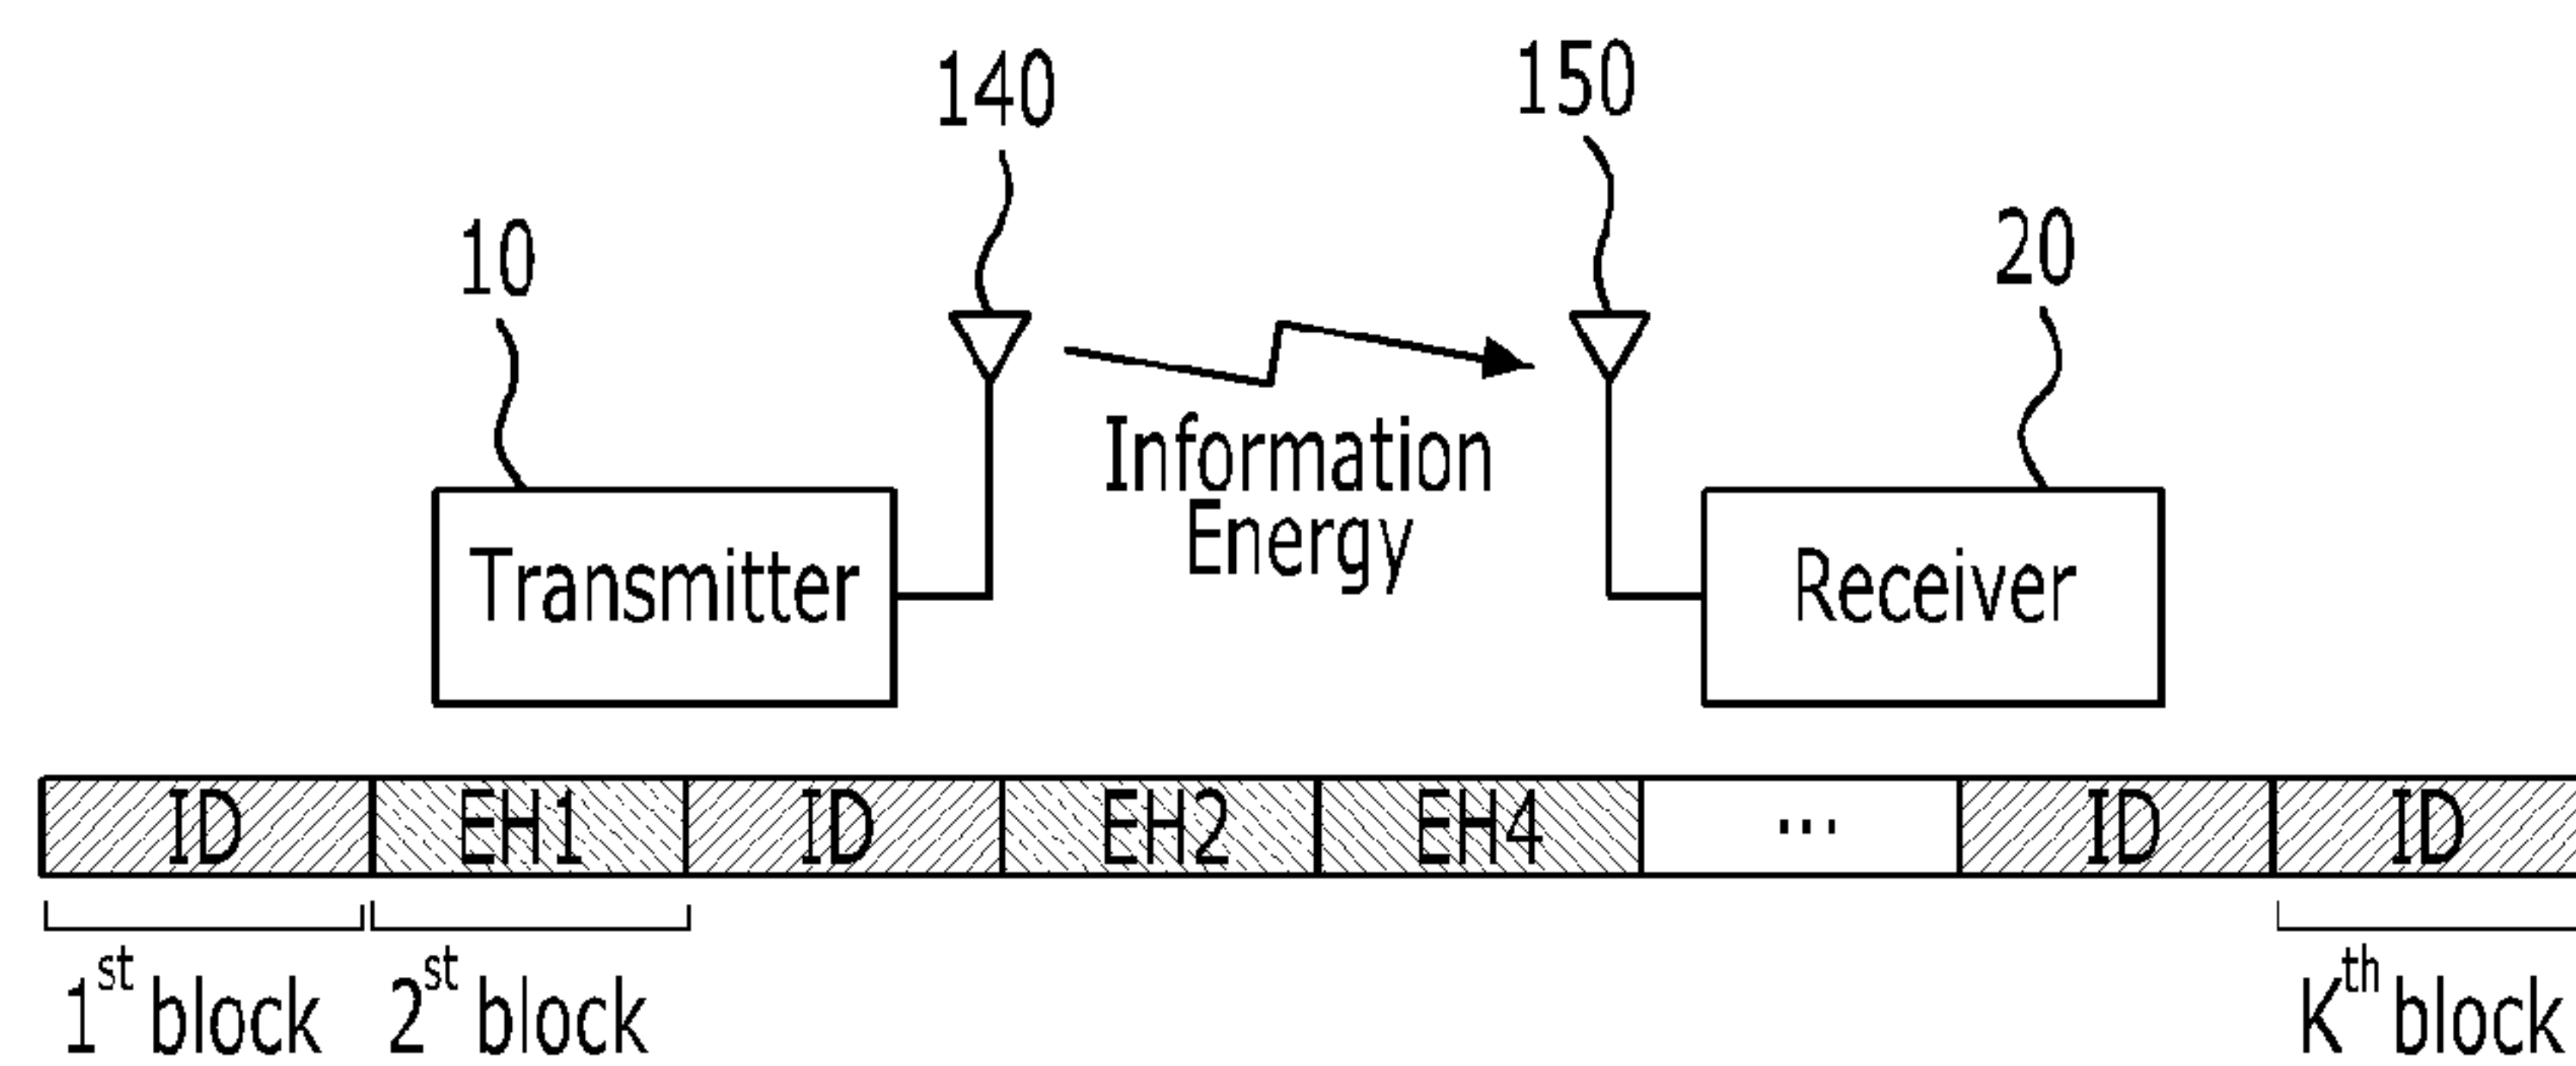 140
150
10
20
Information
Energy
Transmitter
Receiver
ID EH1 ID EH2 EH4 ... ID ID
1st block 2st block Kth block